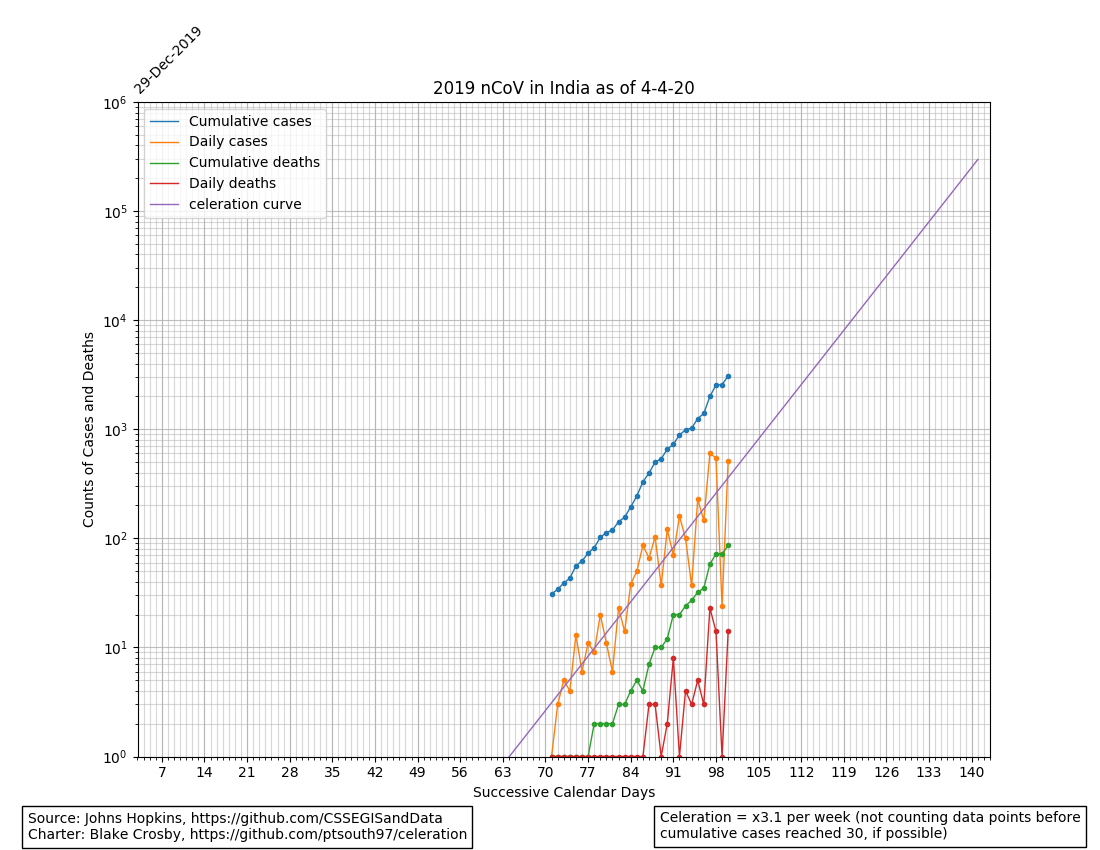 29-Dec-2019
2019 nCoV in India as of 4-4-20
10^6
Cumulative cases
Daily cases
Cumulative deaths
Daily deaths
celeration curve
10^5
10^4
10^3
10^2
10^1
10^0
Counts of Cases and Deaths
7 14 21 28 35 42 49 56 63 70 77 84 91 98 105 112 119 126 133 140
Successive Calendar Days
Source: Johns Hopkins, https://github.com/CSSEGISandData
Charter: Blake Crosby, https://github.com/ptsouth97/celeration
Celeration = x3.1 per week (not counting data points before
cumulative cases reached 30, if possible)